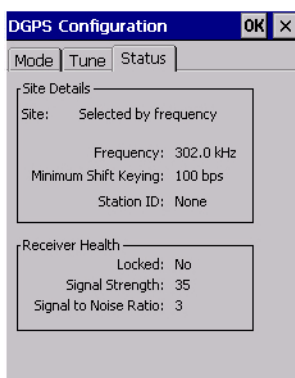 DGPS Configuration OK ×
Mode Tune Status
Site Details
Site: Selected by frequency
Frequency: 302.0 kHz
Minimum Shift Keying: 100 bps
Station ID: None
Receiver Health
Locked: No
Signal Strength: 35
Signal to Noise Ratio: 3